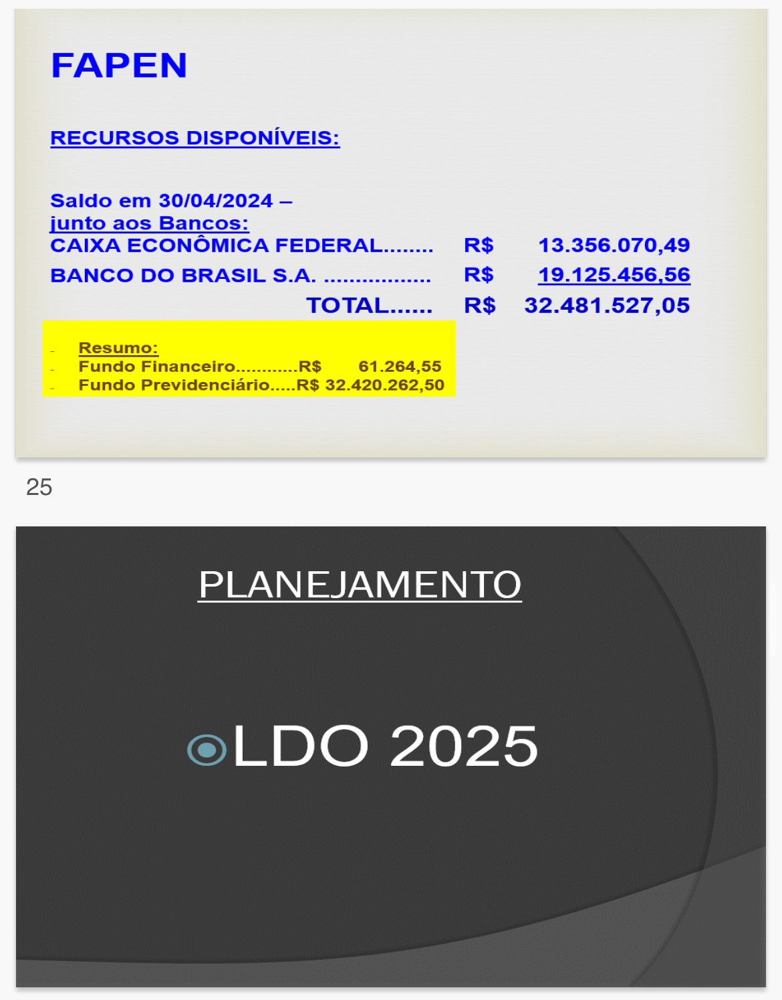 FAPEN
RECURSOS DISPONÍVEIS:
Saldo em 30/04/2024 –
junto aos Bancos:
CAIXA ECONÔMICA FEDERAL........ R$ 13.356.070,49
BANCO DO BRASIL S.A. ................. R$ 19.125.456,56
TOTAL...... R$ 32.481.527,05
- Resumo:
- Fundo Financeiro............R$ 61.264,55
- Fundo Previdenciário.....R$ 32.420.262,50
25
PLANEJAMENTO
LDO 2025